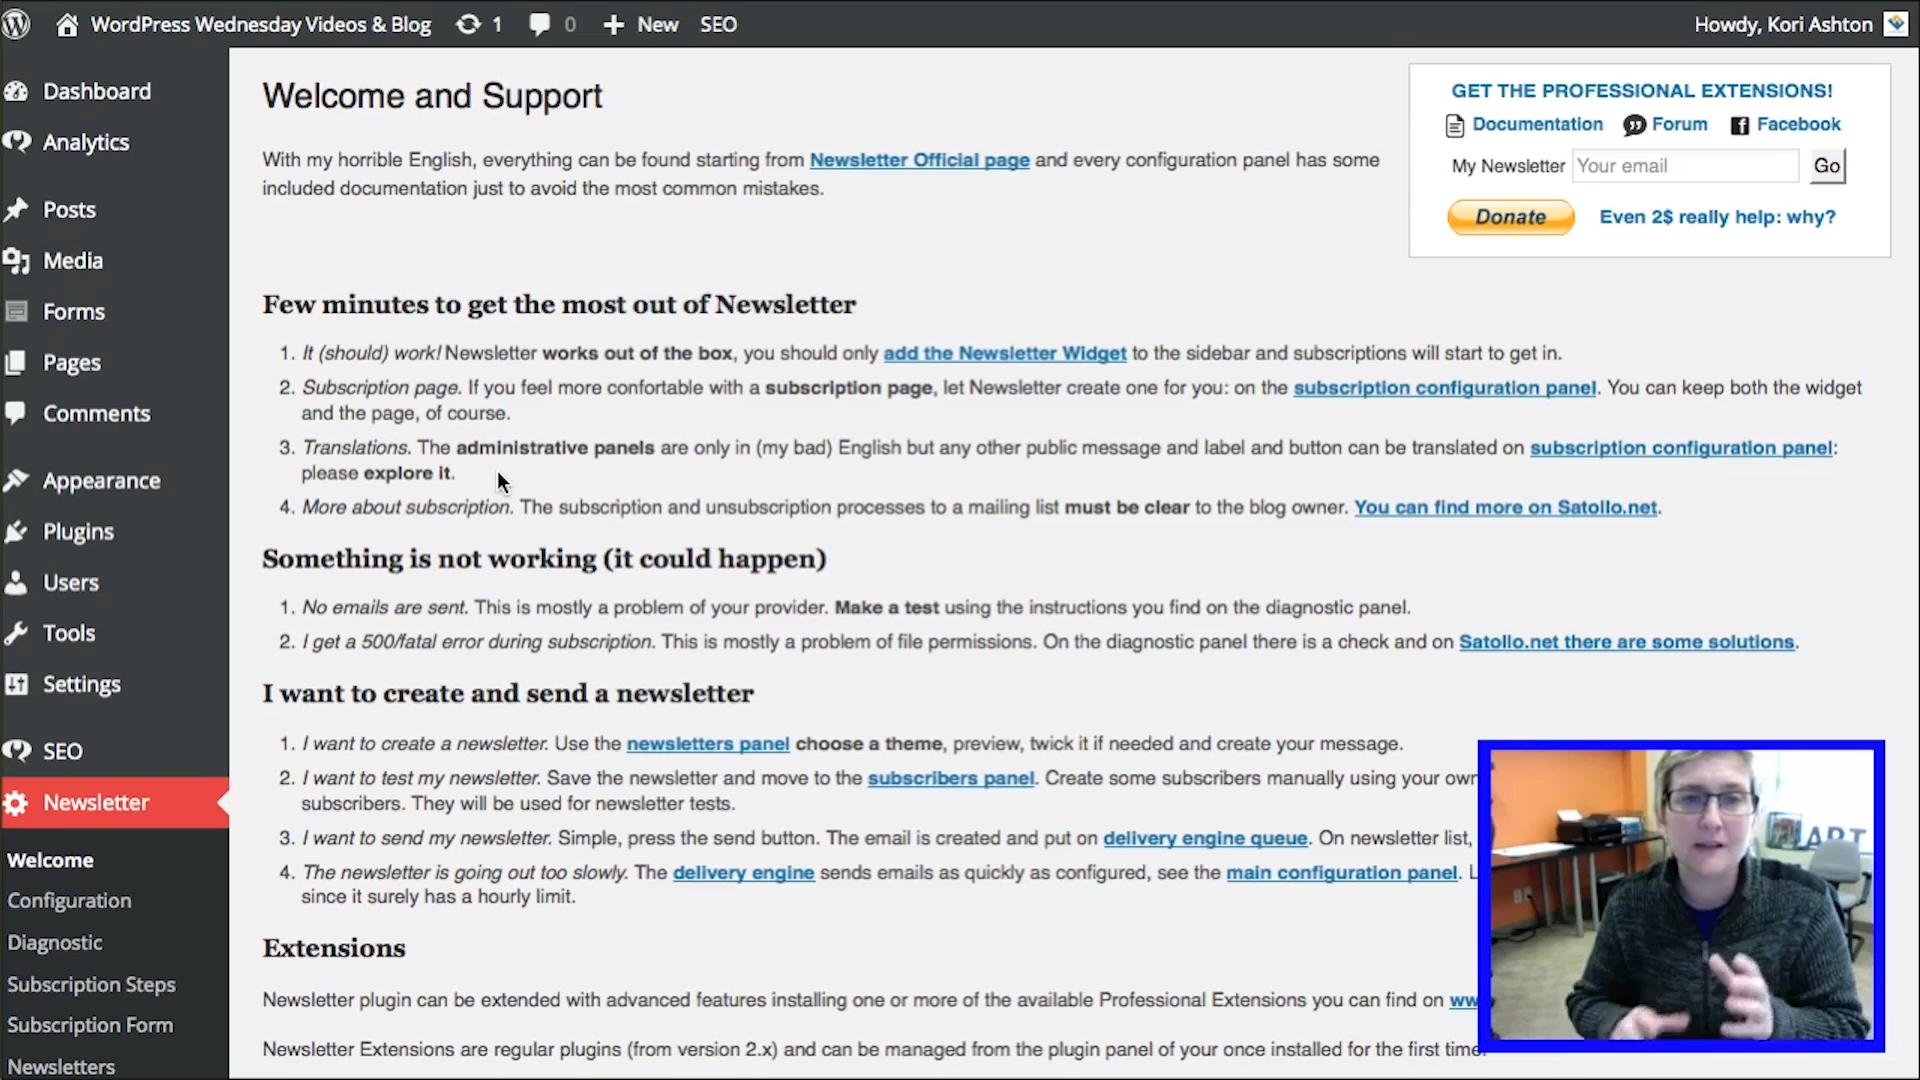 WordPress Wednesday Videos & Blog 1 0 New SEO Howdy, Kori Ashton
Dashboard
Analytics
Posts
Media
Forms
Pages
Comments
Appearance
Plugins
Users
Tools
Settings
SEO
Newsletter
Welcome
Configuration
Diagnostic
Subscription Steps
Subscription Form
Newsletters
Welcome and Support
With my horrible English, everything can be found starting from Newsletter Official page and every configuration panel has some
included documentation just to avoid the most common mistakes.
GET THE PROFESSIONAL EXTENSIONS!
Documentation Forum Facebook
My Newsletter Your email Go
Donate Even 2$ really help: why?
Few minutes to get the most out of Newsletter
1. It (should) work! Newsletter works out of the box, you should only add the Newsletter Widget to the sidebar and subscriptions will start to get in.
2. Subscription page. If you feel more confortable with a subscription page, let Newsletter create one for you: on the subscription configuration panel. You can keep both the widget
and the page, of course.
3. Translations. The administrative panels are only in (my bad) English but any other public message and label and button can be translated on subscription configuration panel:
please explore it.
4. More about subscription. The subscription and unsubscription processes to a mailing list must be clear to the blog owner. You can find more on Satollo.net.
Something is not working (it could happen)
1. No emails are sent. This is mostly a problem of your provider. Make a test using the instructions you find on the diagnostic panel.
2. I get a 500/fatal error during subscription. This is mostly a problem of file permissions. On the diagnostic panel there is a check and on Satollo.net there are some solutions.
I want to create and send a newsletter
1. I want to create a newsletter. Use the newsletters panel choose a theme, preview, twick it if needed and create your message.
2. I want to test my newsletter. Save the newsletter and move to the subscribers panel. Create some subscribers manually using your own
subscribers. They will be used for newsletter tests.
3. I want to send my newsletter. Simple, press the send button. The email is created and put on delivery engine queue. On newsletter list,
4. The newsletter is going out too slowly. The delivery engine sends emails as quickly as configured, see the main configuration panel. L
since it surely has a hourly limit.
Extensions
Newsletter plugin can be extended with advanced features installing one or more of the available Professional Extensions you can find on ww
Newsletter Extensions are regular plugins (from version 2.x) and can be managed from the plugin panel of your once installed for the first time.
ART